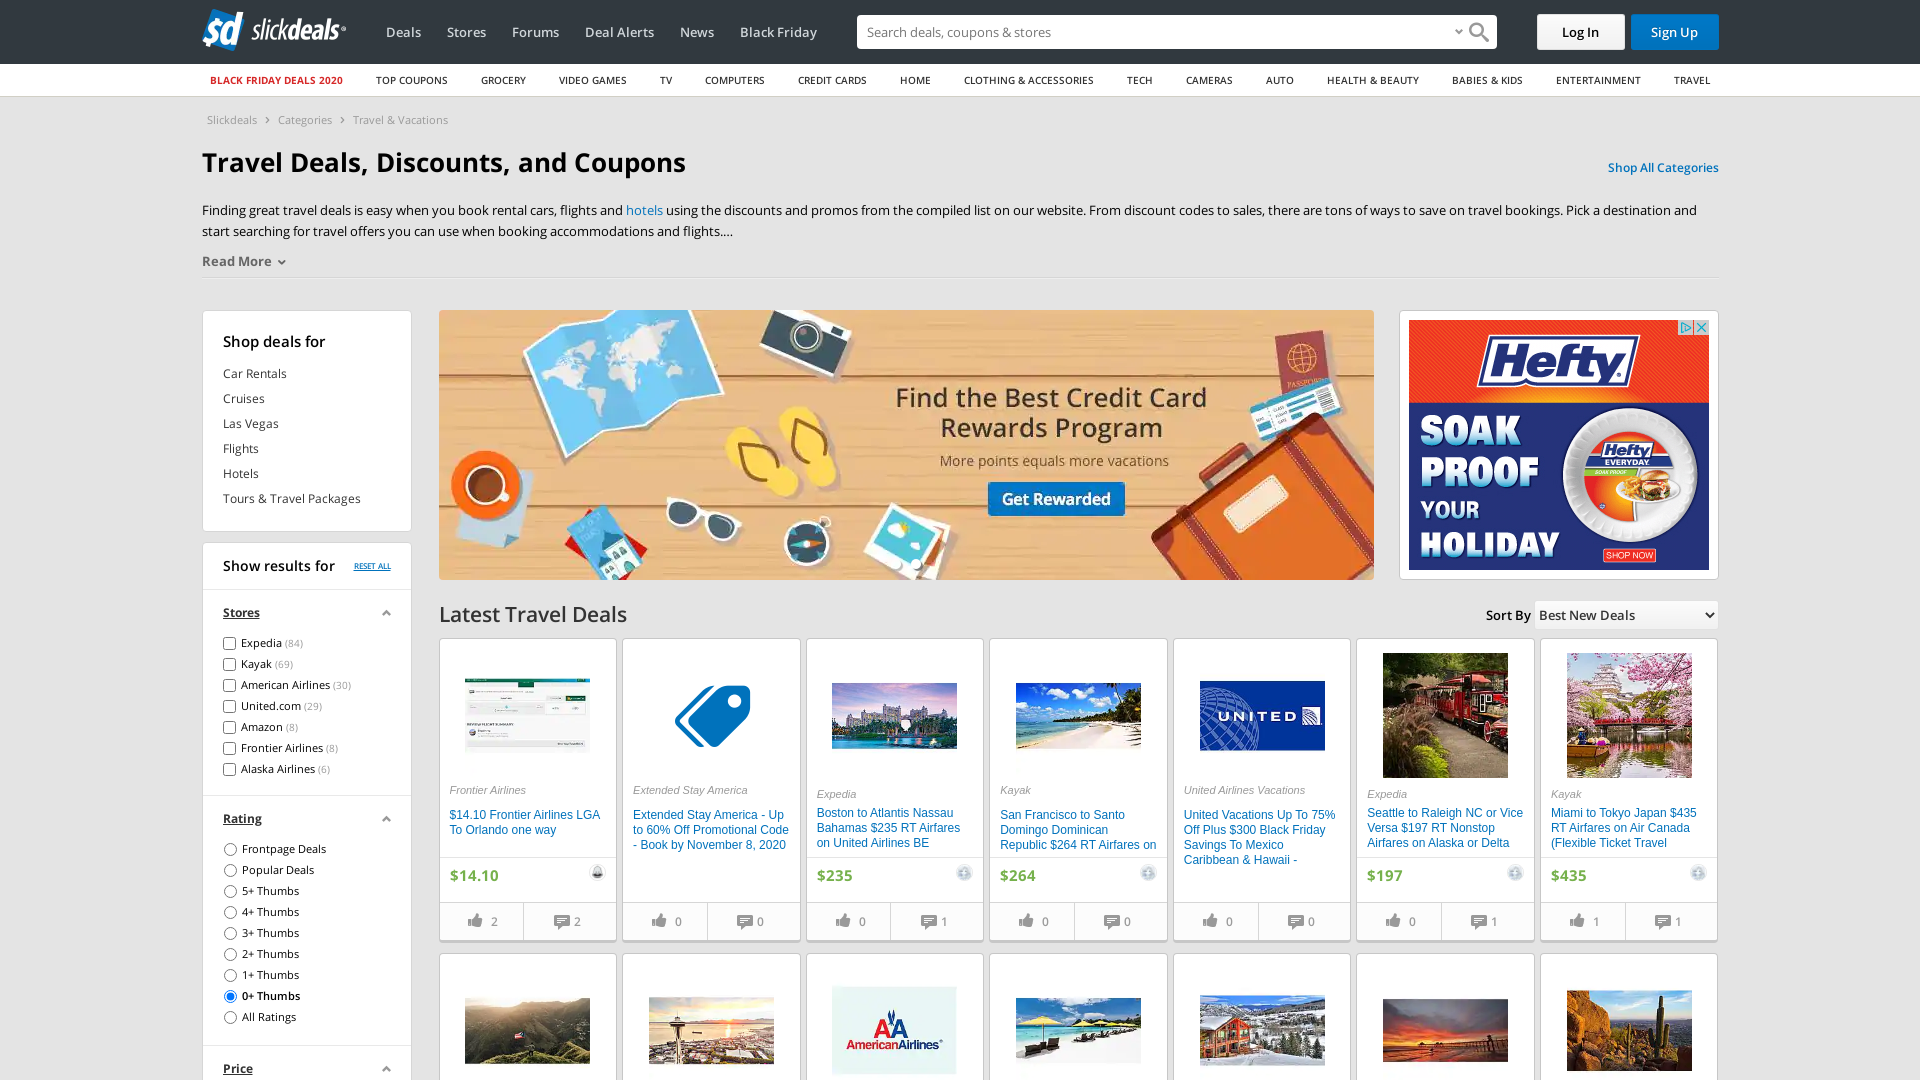 sd slickdeals
Deals
Stores
Forums
Deal Alerts
News
Black Friday
Search deals, coupons & stores
Log In
Sign Up
BLACK FRIDAY DEALS 2020
TOP COUPONS
GROCERY
VIDEO GAMES
TV
COMPUTERS
CREDIT CARDS
HOME
CLOTHING & ACCESSORIES
TECH
CAMERAS
AUTO
HEALTH & BEAUTY
BABIES & KIDS
ENTERTAINMENT
TRAVEL
Slickdeals > Categories > Travel & Vacations
Travel Deals, Discounts, and Coupons
Shop All Categories
Finding great travel deals is easy when you book rental cars, flights and hotels using the discounts and promos from the compiled list on our website. From discount codes to sales, there are tons of ways to save on travel bookings. Pick a destination and
start searching for travel offers you can use when booking accommodations and flights....
Read More
Shop deals for
Car Rentals
Cruises
Las Vegas
Flights
Hotels
Tours & Travel Packages
Show results for
RESET ALL
Stores
Expedia (84)
Kayak (69)
American Airlines (30)
United.com (29)
Amazon (8)
Frontier Airlines (8)
Alaska Airlines (6)
Rating
Frontpage Deals
Popular Deals
5+ Thumbs
4+ Thumbs
3+ Thumbs
2+ Thumbs
1+ Thumbs
0+ Thumbs
All Ratings
Price
PASSPORT
Find the Best Credit Card
Rewards Program
More points equals more vacations
Get Rewarded
Hefty
SOAK
PROOF
YOUR
HOLIDAY
Hefty
EVERYDAY
SHOP NOW
Latest Travel Deals
Sort By
Best New Deals
Frontier Airlines
$14.10 Frontier Airlines LGA
To Orlando one way
$14.10
2
2
Extended Stay America
Extended Stay America - Up
to 60% Off Promotional Code
- Book by November 8, 2020
0
0
Expedia
Boston to Atlantis Nassau
Bahamas $235 RT Airfares
on United Airlines BE
$235
0
1
Kayak
San Francisco to Santo
Domingo Dominican
Republic $264 RT Airfares on
$264
0
0
UNITED
United Airlines Vacations
United Vacations Up To 75%
Off Plus $300 Black Friday
Savings To Mexico
Caribbean & Hawaii -
0
0
Expedia
Seattle to Raleigh NC or Vice
Versa $197 RT Nonstop
Airfares on Alaska or Delta
$197
0
1
Kayak
Miami to Tokyo Japan $435
RT Airfares on Air Canada
(Flexible Ticket Travel
$435
1
1
AA
AmericanAirlines